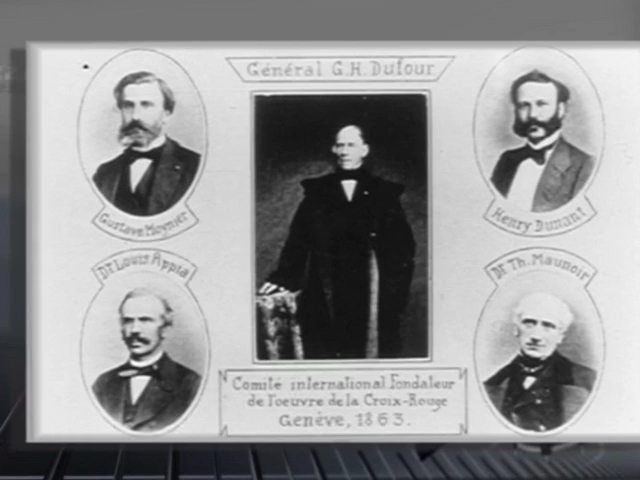 Général G.H. Dufour
Gustave Moynier
Henry Dunant
Dr Louis Appia
Dr Th. Maunoir
Comité international Fondateur
de l'oeuvre de la Croix-Rouge
Genève, 1863.